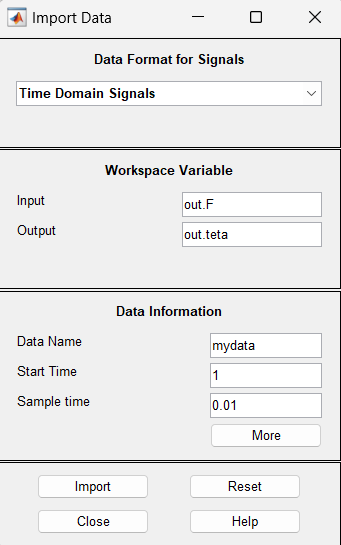 Import Data
Data Format for Signals
Time Domain Signals
Workspace Variable
Input out.F
Output out.teta
Data Information
Data Name mydata
Start Time 1
Sample time 0.01
More
Import Reset
Close Help